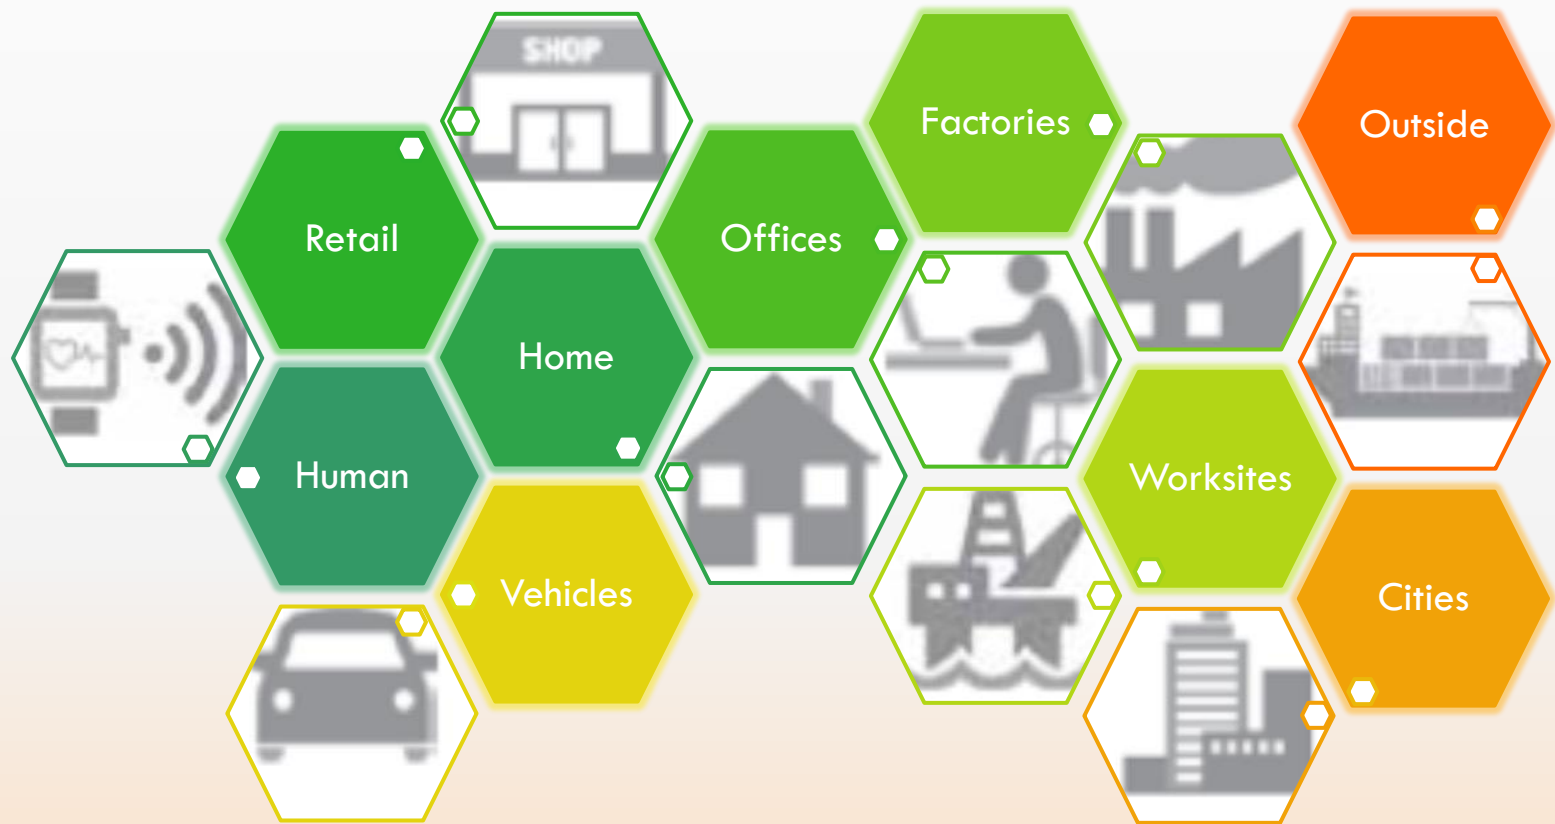 SHOP
Factories
Outside
Retail
Offices
Home
Human
Worksites
Vehicles
Cities